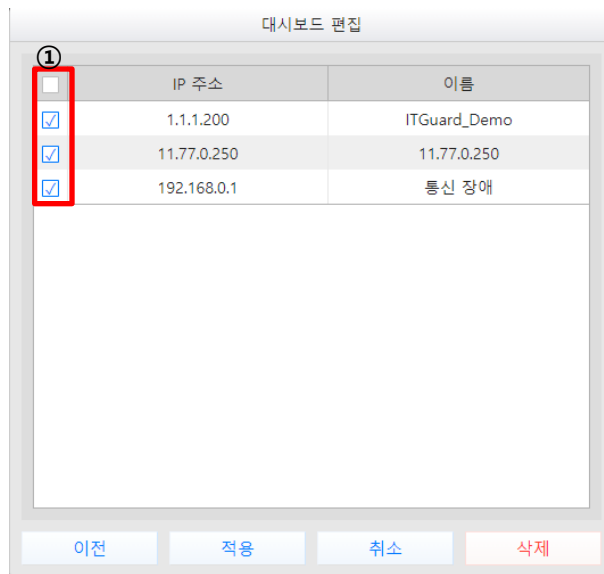 대시보드 편집
①
IP 주소 이름
1.1.1.200 ITGuard_Demo
11.77.0.250 11.77.0.250
192.168.0.1 통신 장애
이전 적용 취소 삭제